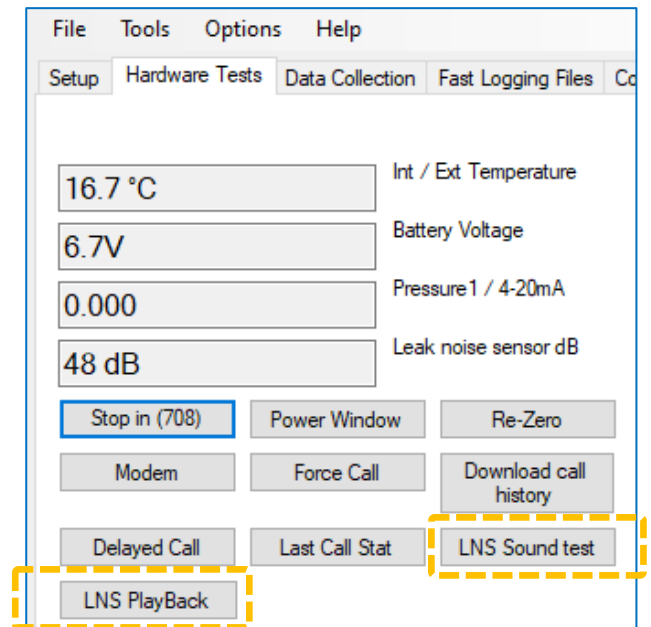 File Tools Options Help
Setup Hardware Tests Data Collection Fast Logging Files
16.7 °C Int / Ext Temperature
6.7V Battery Voltage
0.000 Pressure1 / 4-20mA
48 dB Leak noise sensor dB
Stop in (708) Power Window Re-Zero
Modem Force Call Download call
history
Delayed Call Last Call Stat LNS Sound test
LNS PlayBack